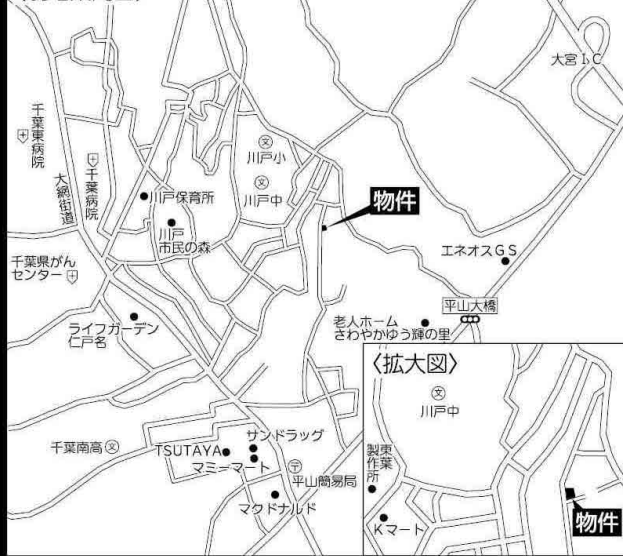 大宮IC
千葉東病院
千葉病院
大網街道
川戸小
川戸中
川戸保育所
川戸
市民の森
物件
千葉県がん
センター
エネオスGS
平山大橋
老人ホーム
さわやかゆう輝の里
ライフガーデン
仁戸名
千葉南高
TSUTAYA
サンドラッグ
マミーマート
平山簡易局
マクドナルド
〈拡大図〉
川戸中
東葉
製作所
Kマート
物件